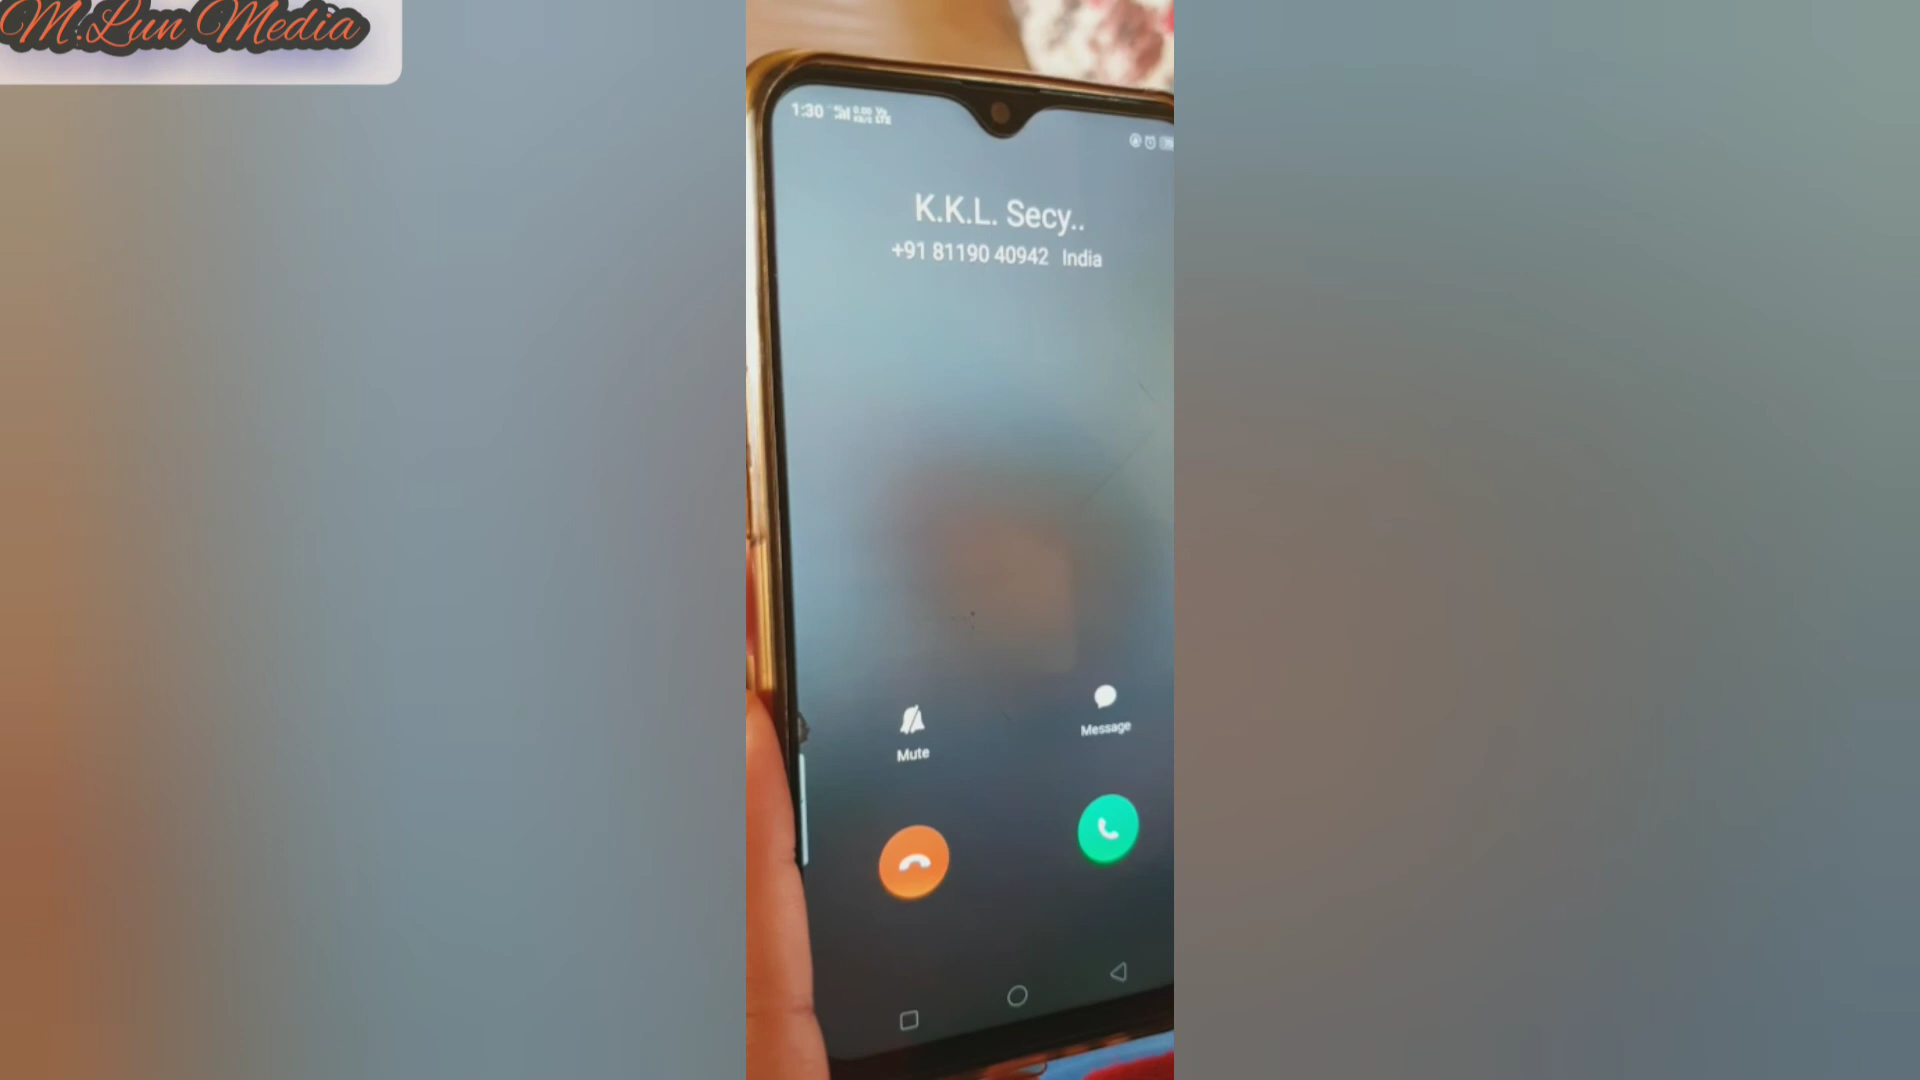 M.Lun Media
1:30
K.K.L. Secy..
+91 81190 40942 India
Message
Mute